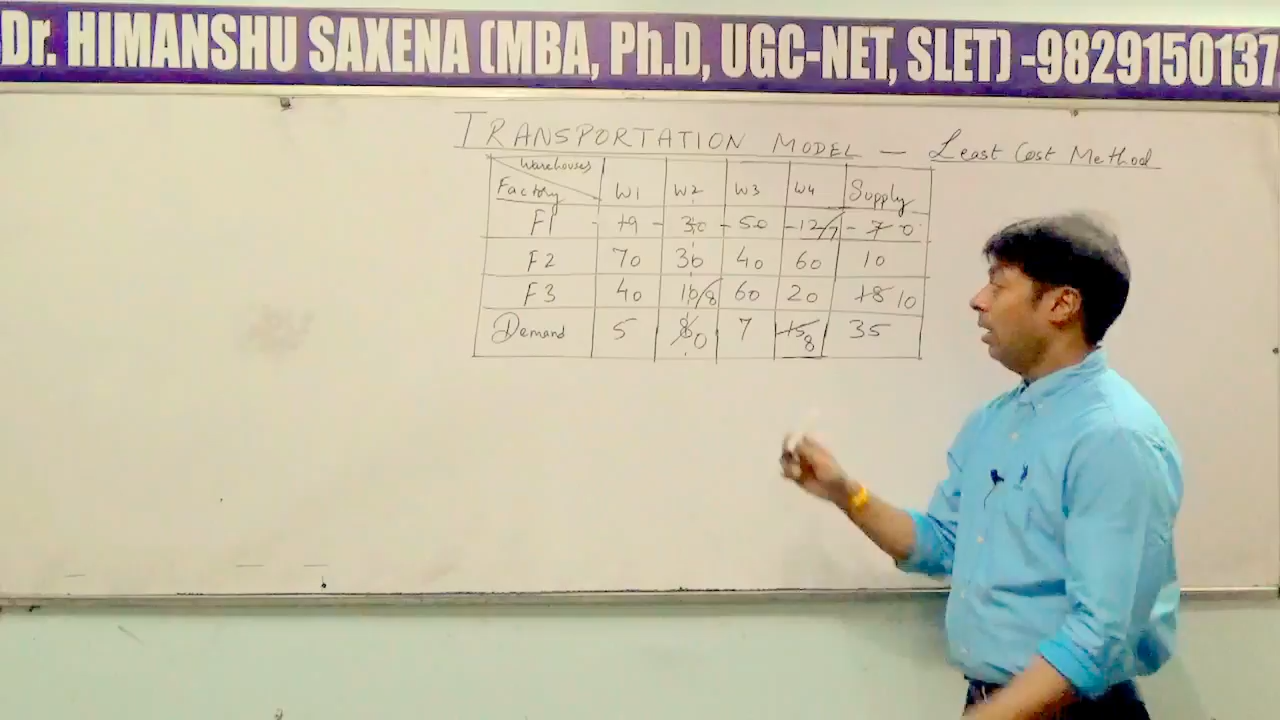 Dr. HIMANSHU SAXENA (MBA, Ph.D, UGC-NET, SLET) -9829150137
TRANSPORTATION MODEL — Least Cost Method
Warehouses
Factory W1 W2 W3 W4 Supply
F1 19 30 50 12/7 7 0
F2 70 30 40 60 10
F3 40 10/8 60 20 18 10
Demand 5 8 0 7 15 8 35